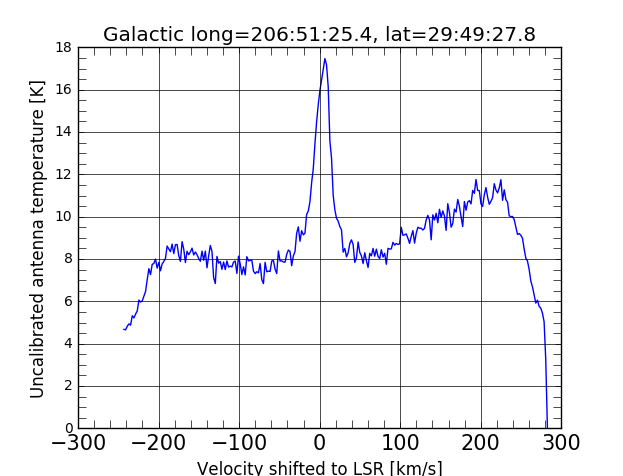 Galactic long=206:51:25.4, lat=29:49:27.8
Uncalibrated antenna temperature [K]
18
16
14
12
10
8
6
4
2
0
−300 −200 −100 0 100 200 300
Velocity shifted to LSR [km/s]